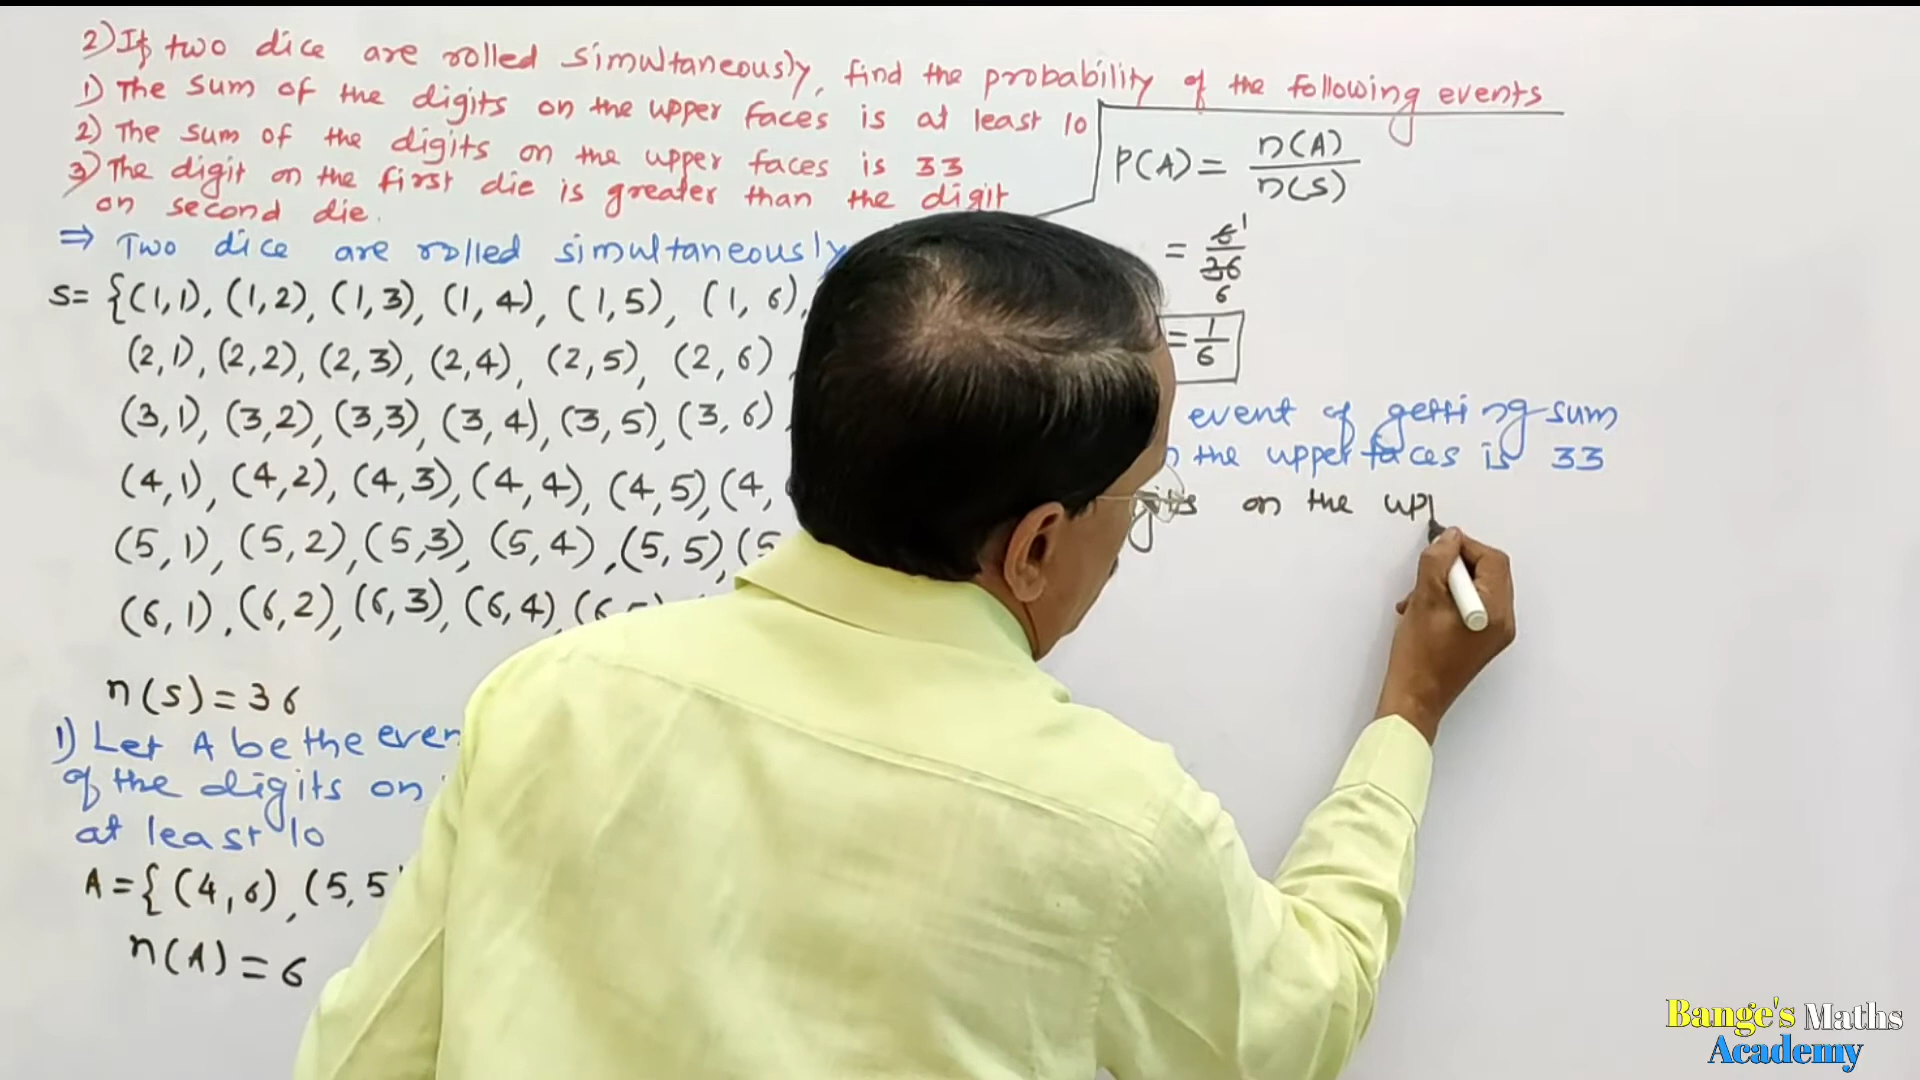 2) If two dice are rolled simultaneously, find the probability of the following events
1) The sum of the digits on the upper faces is at least 10
2) The sum of the digits on the upper faces is 33
3) The digit on the first die is greater than the digit
on second die.
⇒ Two dice are rolled simultaneously
S= {(1,1), (1,2), (1,3), (1,4), (1,5), (1,6),
(2,1), (2,2), (2,3), (2,4), (2,5), (2,6)
(3,1), (3,2), (3,3), (3,4), (3,5), (3,6)
(4,1), (4,2), (4,3), (4,4), (4,5) (4,
(5,1), (5,2), (5,3), (5,4), (5,5) (5
(6,1), (6,2), (6,3), (6,4), (6,5)
n(S)=36
1) Let A be the even
of the digits on
at least 10
A={(4,6), (5,5
n(A)=6
P(A)= n(A)/n(S)
= 6/36 1 6
= 1/6
event of getting sum
the upper faces is 33
on the upp
Bange's Maths
Academy